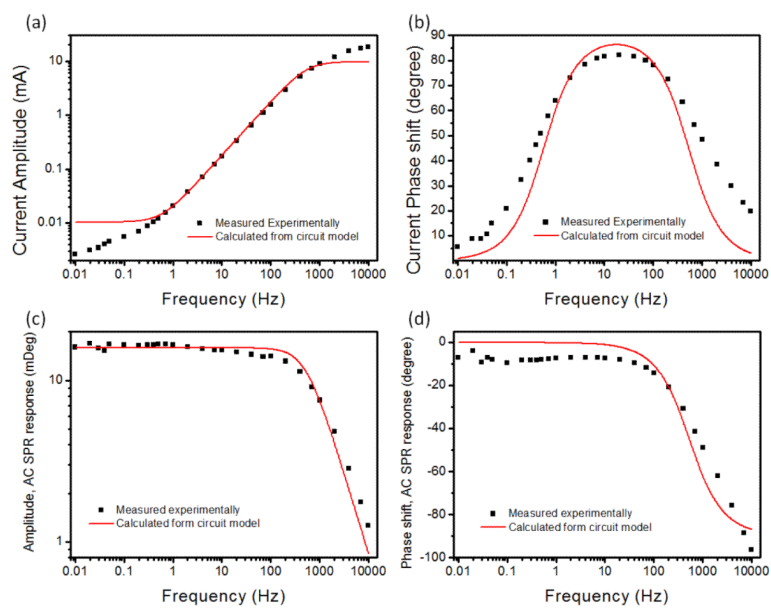 (a)
Current Amplitude (mA)
10
1
0.1
0.01
Measured Experimentally
Calculated from circuit model
0.01 0.1 1 10 100 1000 10000
Frequency (Hz)
(b)
Current Phase shift (degree)
90
80
70
60
50
40
30
20
10
Measured Experimentally
Calculated from circuit model
0.01 0.1 1 10 100 1000 10000
Frequency (Hz)
(c)
Amplitude, AC SPR response (mDeg)
10
1
Measured experimentally
Calculated form circuit model
0.01 0.1 1 10 100 1000 10000
Frequency (Hz)
(d)
Phase shift, AC SPR response (degree)
0
-20
-40
-60
-80
-100
Measured experimentally
Calculated form circuit model
0.01 0.1 1 10 100 1000 10000
Frequency (Hz)